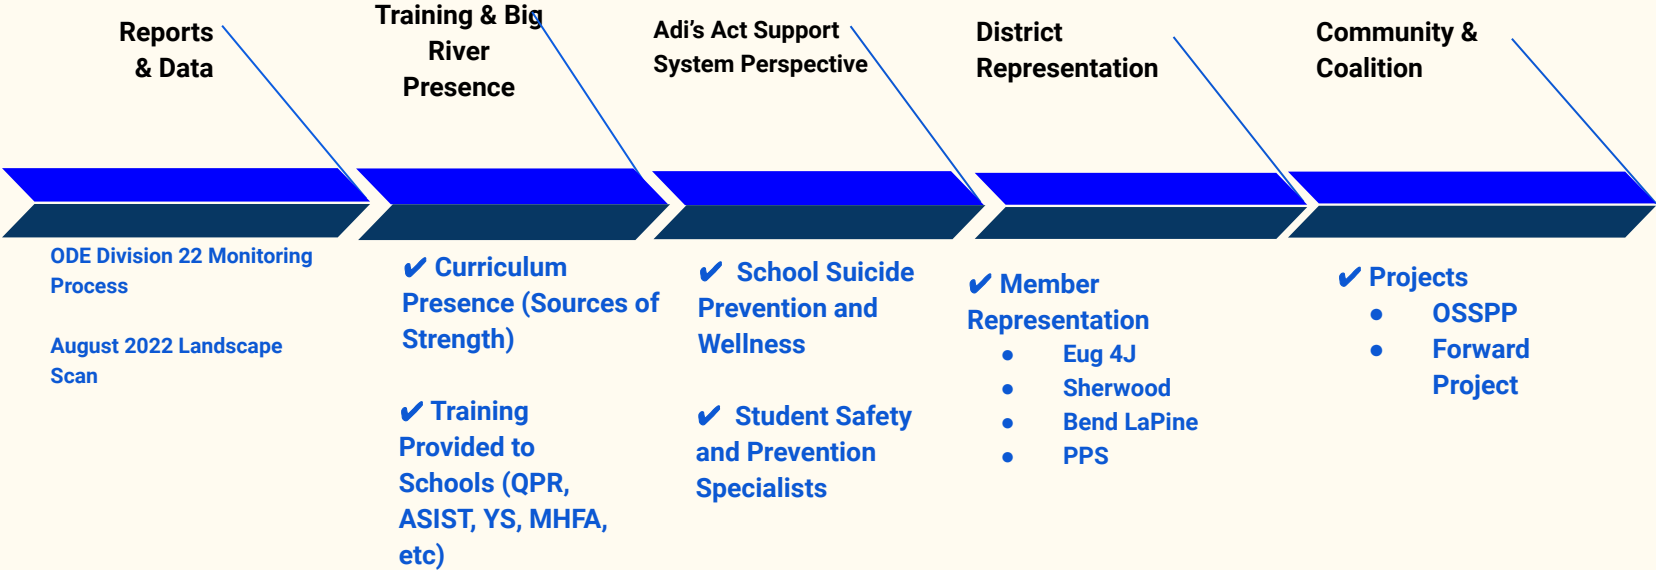 Reports
& Data
Training & Big
River
Presence
Adi’s Act Support
System Perspective
District
Representation
Community &
Coalition
ODE Division 22 Monitoring
Process
August 2022 Landscape
Scan
✔ Curriculum
Presence (Sources of
Strength)
✔ Training
Provided to
Schools (QPR,
ASIST, YS, MHFA,
etc)
✔ School Suicide
Prevention and
Wellness
✔ Student Safety
and Prevention
Specialists
✔ Member
Representation
● Eug 4J
● Sherwood
● Bend LaPine
● PPS
✔ Projects
● OSSPP
● Forward
Project